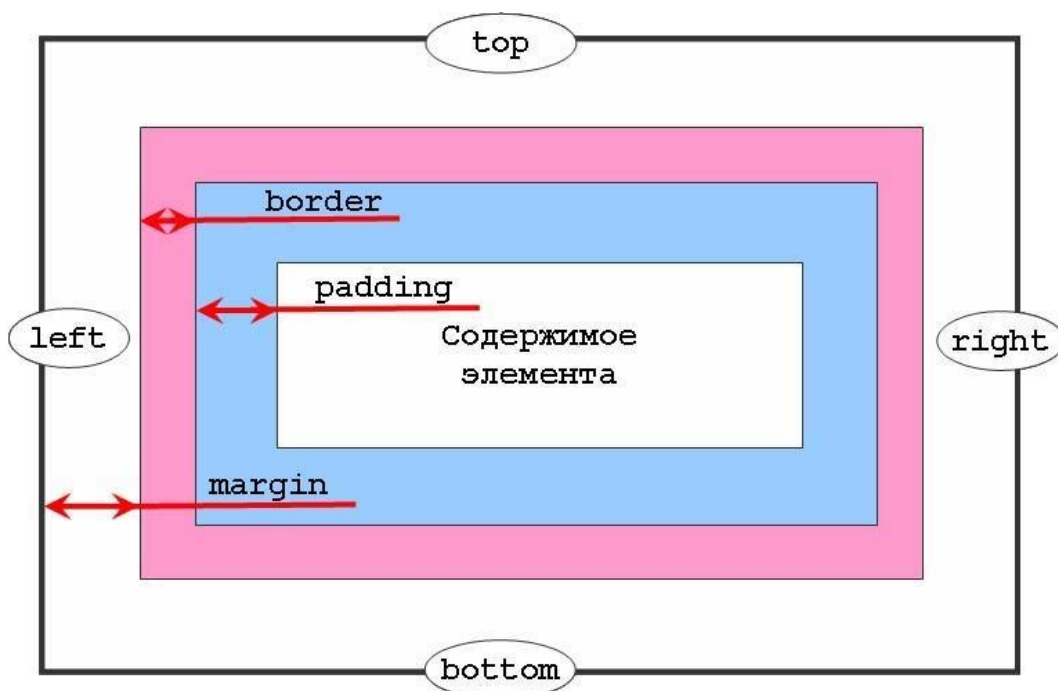 top
border
padding
left
Содержимое
right
элемента
margin
bottom